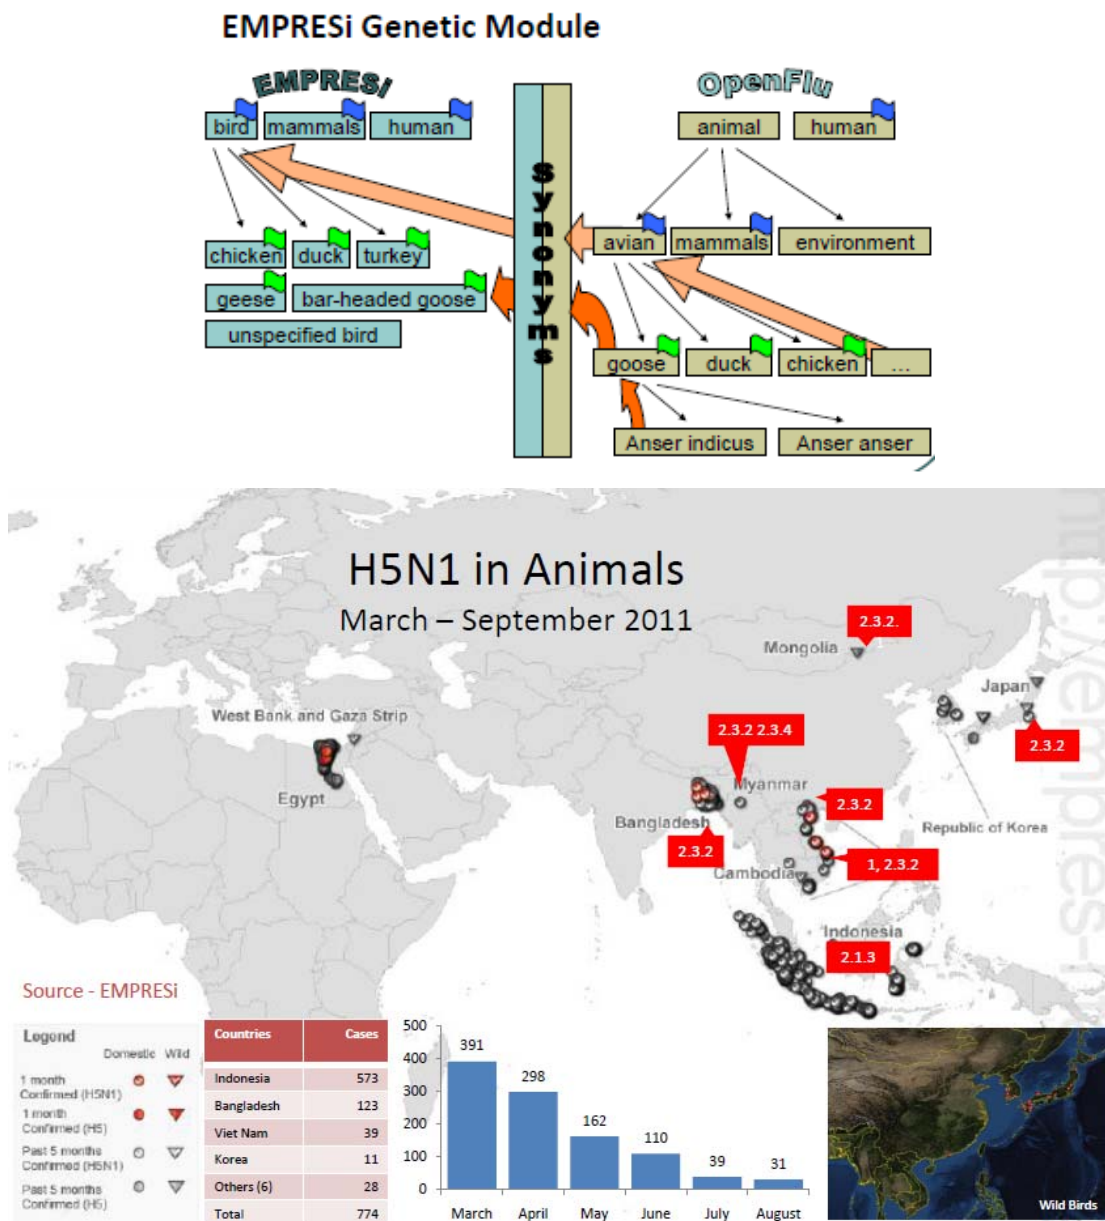 EMPRESi Genetic Module
EMPRESi
OpenFlu
bird mammals human
animal human
Synonyms
avian mammals environment
chicken duck turkey
geese bar-headed goose
unspecified bird
goose duck chicken ...
Anser indicus Anser anser
H5N1 in Animals
March – September 2011
2.3.2.
Mongolia
Japan
West Bank and Gaza Strip
2.3.2 2.3.4
2.3.2
Myanmar
2.3.2
Egypt
Bangladesh
Republic of Korea
2.3.2
1, 2.3.2
Cambodia
Indonesia
2.1.3
http://empres-i
Source - EMPRESi
Legend
Domestic Wild
1 month
Confirmed (H5N1)
1 month
Confirmed (H5)
Past 5 months
Confirmed (H5N1)
Past 5 months
Confirmed (H5)
Countries Cases
Indonesia 573
Bangladesh 123
Viet Nam 39
Korea 11
Others (6) 28
Total 774
500
400
300
200
100
0
391
298
162
110
39
31
March April May June July August
Wild Birds